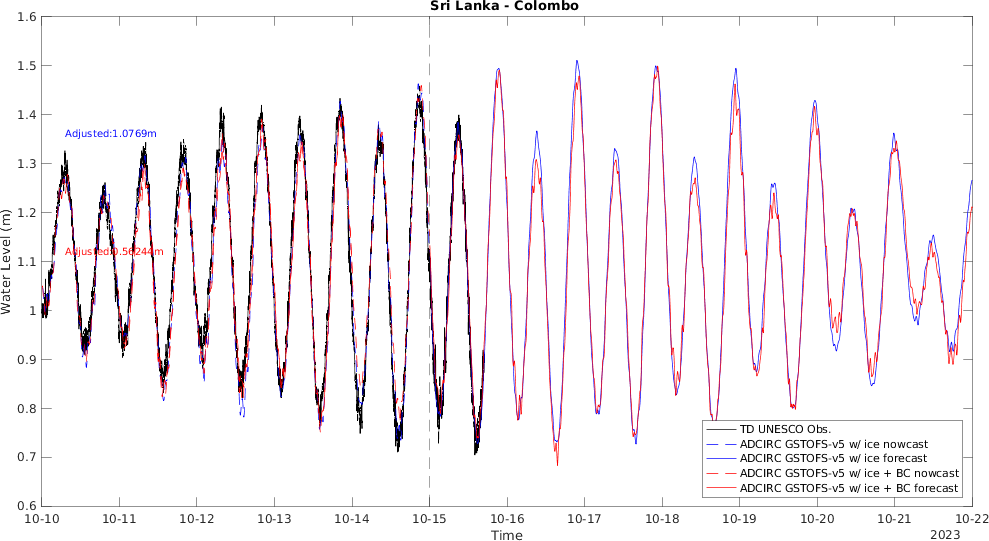 Sri Lanka - Colombo
1.6
1.5
1.4
1.3
1.2
1.1
1
0.9
0.8
0.7
0.6
Water Level (m)
Adjusted:1.0769m
Adjusted:0.56244m
TD UNESCO Obs.
ADCIRC GSTOFS-v5 w/ ice nowcast
ADCIRC GSTOFS-v5 w/ ice forecast
ADCIRC GSTOFS-v5 w/ ice + BC nowcast
ADCIRC GSTOFS-v5 w/ ice + BC forecast
10-10 10-11 10-12 10-13 10-14 10-15 10-16 10-17 10-18 10-19 10-20 10-21 10-22
Time
2023